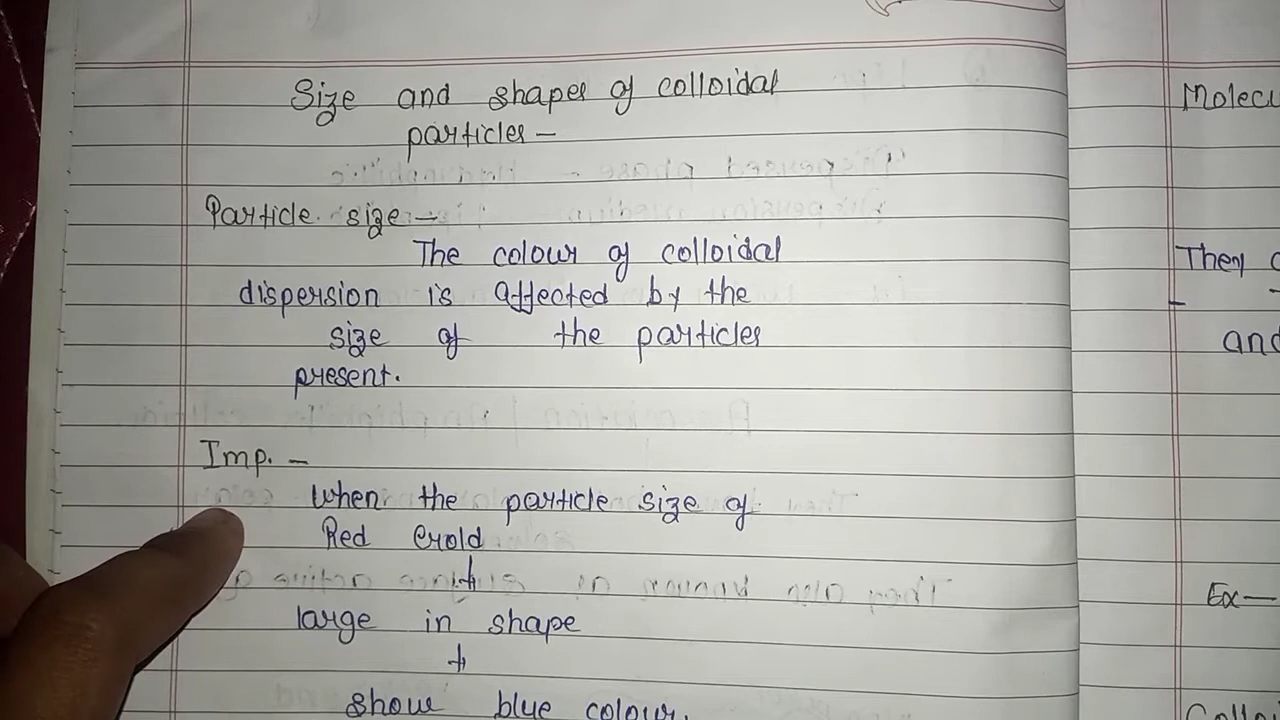 Size and shapes of colloidal
particles –
Particle size –
The colour of colloidal
dispersion is affected by the
size of the particles
present.
Imp. –
when the particle size of
Red Gold
↓
large in shape
↓
show blue colour.
Molecu
They
and
Ex –